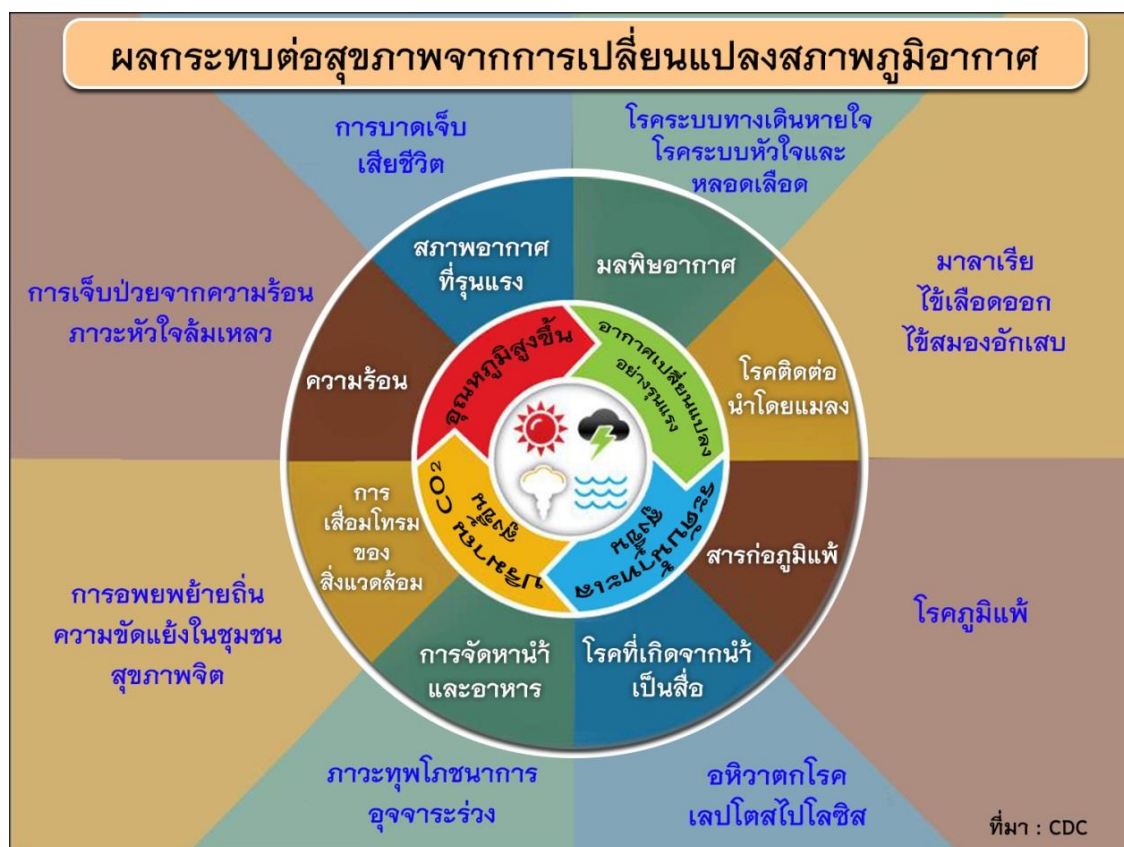 ผลกระทบต่อสุขภาพจากการเปลี่ยนแปลงสภาพภูมิอากาศ
การบาดเจ็บ
เสียชีวิต
โรคระบบทางเดินหายใจ
โรคระบบหัวใจและ
หลอดเลือด
สภาพอากาศ
ที่รุนแรง
มลพิษอากาศ
การเจ็บป่วยจากความร้อน
ภาวะหัวใจล้มเหลว
มาลาเรีย
ไข้เลือดออก
ไข้สมองอักเสบ
ความร้อน
โรคติดต่อ
นำโดยแมลง
อุณหภูมิสูงขึ้น
อากาศเปลี่ยนแปลง
อย่างรุนแรง
ปริมาณ CO²
สูงขึ้น
ระดับน้ำทะเล
สูงขึ้น
การ
เสื่อมโทรม
ของ
สิ่งแวดล้อม
สารก่อภูมิแพ้
การอพยพย้ายถิ่น
ความขัดแย้งในชุมชน
สุขภาพจิต
โรคภูมิแพ้
การจัดหาน้ำ
และอาหาร
โรคที่เกิดจากน้ำ
เป็นสื่อ
ภาวะทุพโภชนาการ
อุจจาระร่วง
อหิวาตกโรค
เลปโตสไปโลซิส
ที่มา : CDC